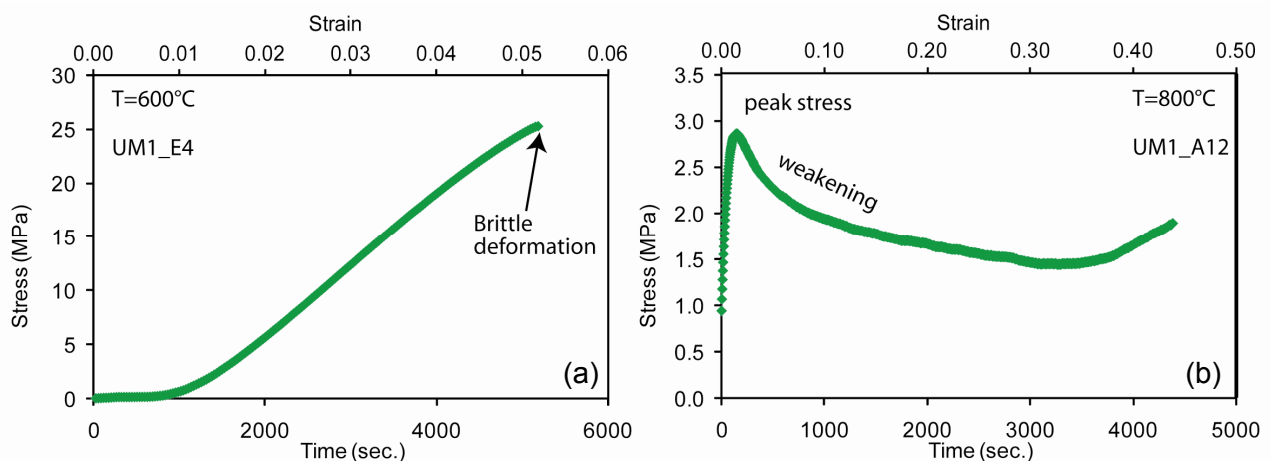 Strain
0.00 0.01 0.02 0.03 0.04 0.05 0.06
30
25
20
15
10
5
0
Stress (MPa)
T=600°C
UM1_E4
Brittle
deformation
(a)
0 2000 4000 6000
Time (sec.)
Strain
0.00 0.10 0.20 0.30 0.40 0.50
3.5
3.0
2.5
2.0
1.5
1.0
0.5
0.0
Stress (MPa)
peak stress
weakening
T=800°C
UM1_A12
(b)
0 1000 2000 3000 4000 5000
Time (sec.)